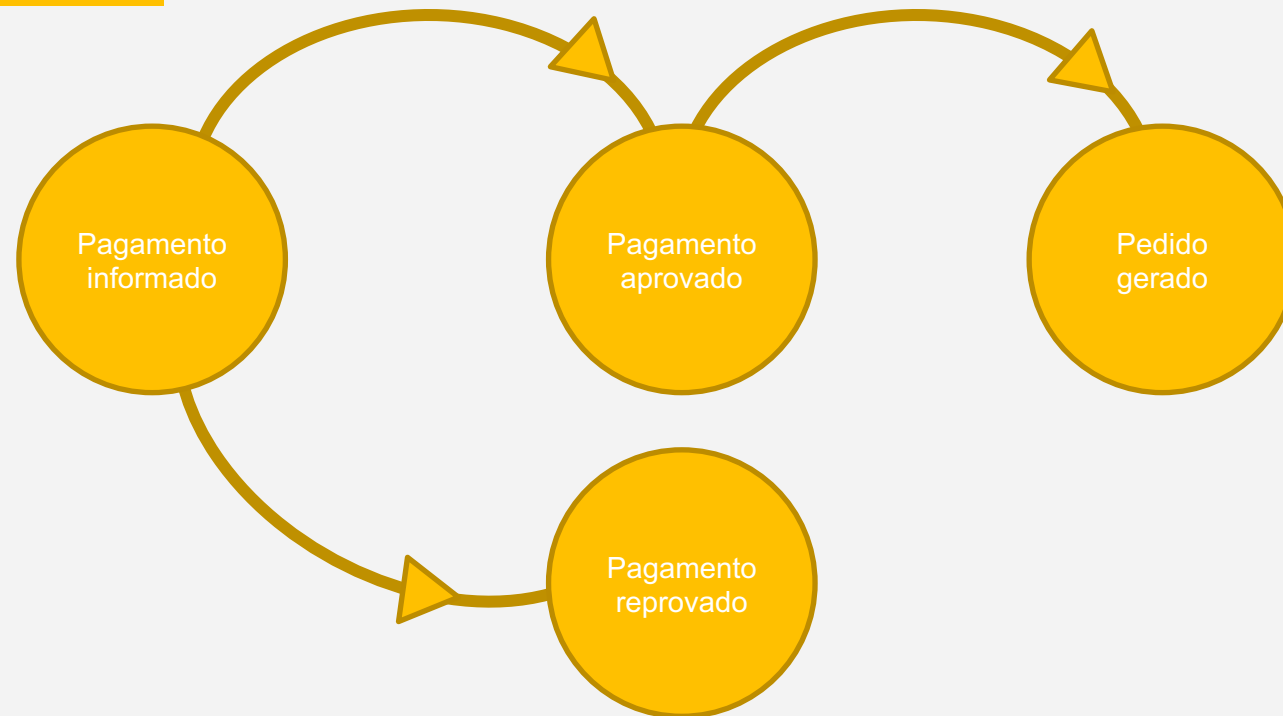 Pagamento
informado
Pagamento
aprovado
Pedido
gerado
Pagamento
reprovado